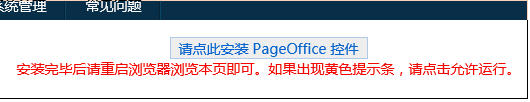 系统管理 常见问题
请点此安装 PageOffice 控件
安装完毕后请重启浏览器浏览本页即可。如果出现黄色提示条，请点击允许运行。